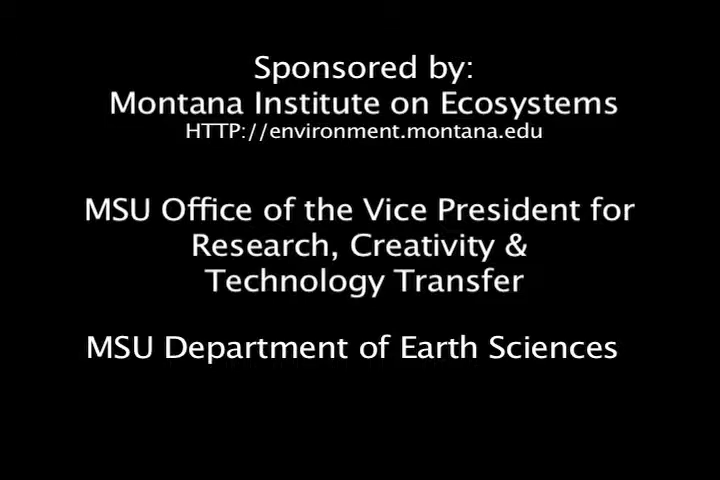 Sponsored by:
Montana Institute on Ecosystems
HTTP://environment.montana.edu
MSU Office of the Vice President for
Research, Creativity &
Technology Transfer
MSU Department of Earth Sciences